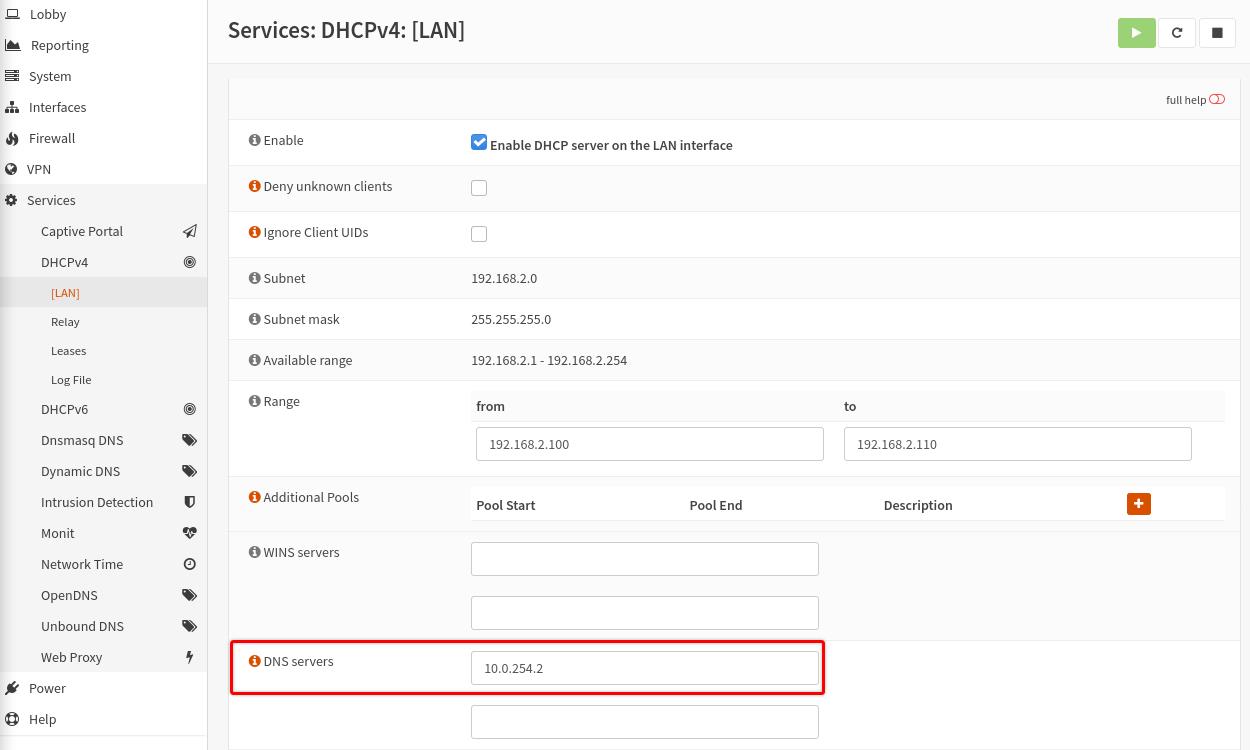 Lobby
Reporting
System
Interfaces
Firewall
VPN
Services
Captive Portal
DHCPv4
[LAN]
Relay
Leases
Log File
DHCPv6
Dnsmasq DNS
Dynamic DNS
Intrusion Detection
Monit
Network Time
OpenDNS
Unbound DNS
Web Proxy
Power
Help
Services: DHCPv4: [LAN]
full help
Enable
Enable DHCP server on the LAN interface
Deny unknown clients
Ignore Client UIDs
Subnet
192.168.2.0
Subnet mask
255.255.255.0
Available range
192.168.2.1 - 192.168.2.254
Range
from to
192.168.2.100 192.168.2.110
Additional Pools
Pool Start Pool End Description
WINS servers
DNS servers
10.0.254.2